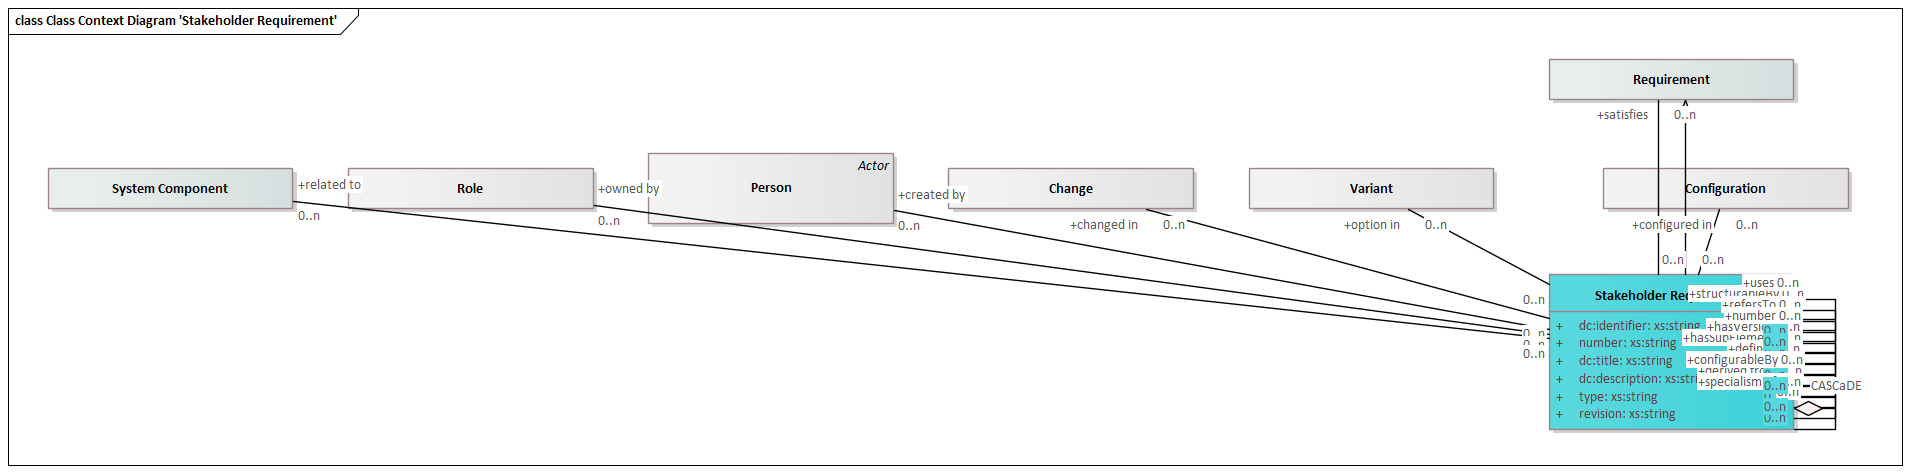 class Class Context Diagram 'Stakeholder Requirement'
Requirement
+satisfies
0..n
Actor
System Component
Role
Person
Change
Variant
Configuration
+related to
0..n
+owned by
0..n
+created by
0..n
+changed in
0..n
+option in
0..n
+configured in
0..n
0..n
0..n
Stakeholder
+uses 0..n
+structurableBy 0..n
+refersTo 0..n
+number 0..n
0..n
0..n
0..n
dc:identifier: xs:string
+ number: xs:string
+ dc:title: xs:string
+configurableBy 0..n
+ dc:description:
+specialism
0..n
CASCaDE
+ type: xs:string
+ revision: xs:string
0..n
0..n